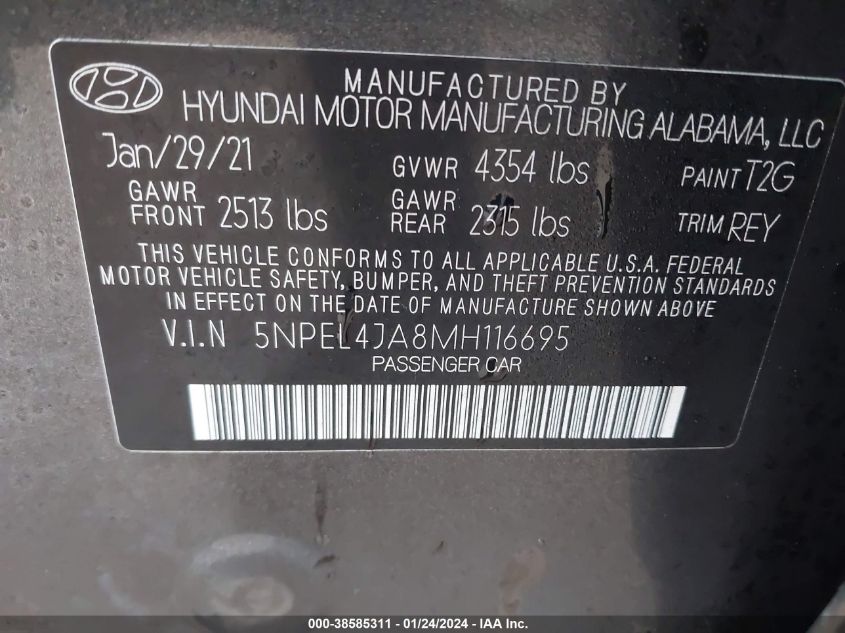 MANUFACTURED BY
HYUNDAI MOTOR MANUFACTURING ALABAMA, LLC
Jan/29/21 GVWR 4354 lbs PAINT T2G
GAWR FRONT 2513 lbs GAWR REAR 2315 lbs TRIM REY
THIS VEHICLE CONFORMS TO ALL APPLICABLE U.S.A. FEDERAL
MOTOR VEHICLE SAFETY, BUMPER, AND THEFT PREVENTION STANDARDS
IN EFFECT ON THE DATE OF MANUFACTURE SHOWN ABOVE
V.I.N 5NPEL4JA8MH116695
PASSENGER CAR
000-38585311 - 01/24/2024 - IAAI.COM